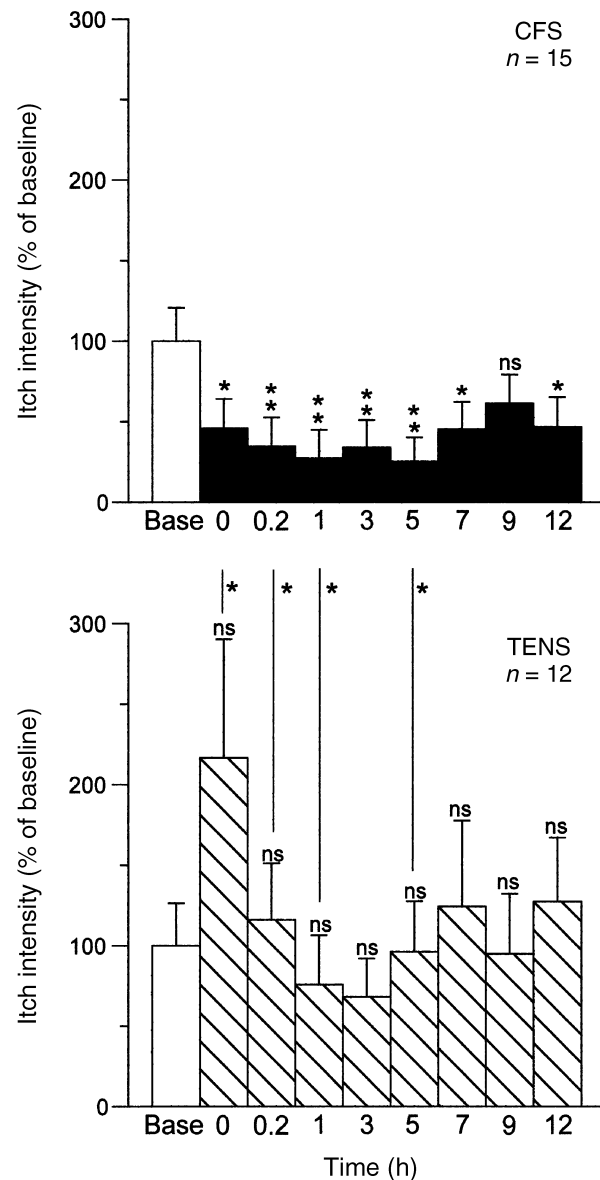 Itch intensity (% of baseline)
300
200
100
0
CFS
n = 15
*
*
*
*
*
*
*
*
*
*
ns
*
Base 0 0.2 1 3 5 7 9 12
* * * *
Itch intensity (% of baseline)
300
200
100
0
TENS
n = 12
ns
ns
ns
ns
ns
ns
ns
ns
Base 0 0.2 1 3 5 7 9 12
Time (h)